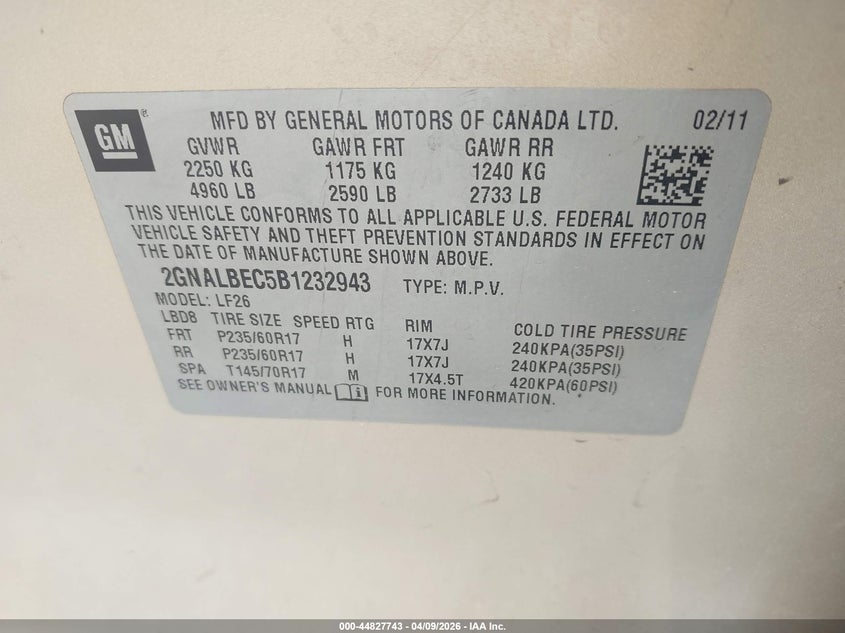 GM
®
MFD BY GENERAL MOTORS OF CANADA LTD. 02/11
GVWR GAWR FRT GAWR RR
2250 KG 1175 KG 1240 KG
4960 LB 2590 LB 2733 LB
THIS VEHICLE CONFORMS TO ALL APPLICABLE U.S. FEDERAL MOTOR
VEHICLE SAFETY AND THEFT PREVENTION STANDARDS IN EFFECT ON
THE DATE OF MANUFACTURE SHOWN ABOVE.
2GNALBEC5B1232943 TYPE: M.P.V.
MODEL: LF26
LBD8 TIRE SIZE SPEED RTG RIM COLD TIRE PRESSURE
FRT P235/60R17 H 17X7J 240KPA(35PSI)
RR P235/60R17 H 17X7J 240KPA(35PSI)
SPA T145/70R17 M 17X4.5T 420KPA(60PSI)
SEE OWNER'S MANUAL FOR MORE INFORMATION.
000-44827743 - 04/09/2026 - IAA Inc.